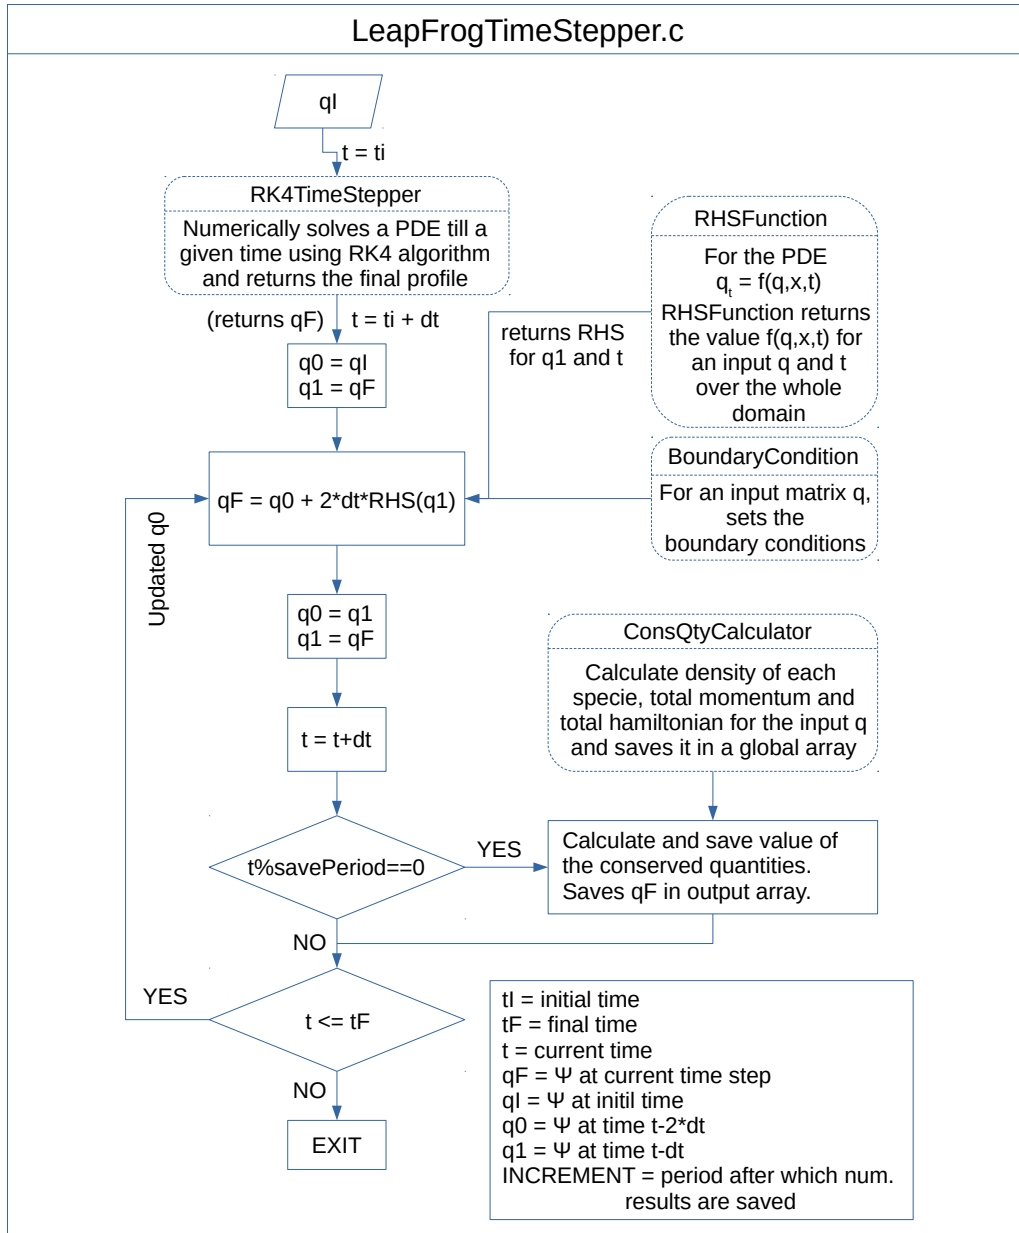 LeapFrogTimeStepper.c
qI
t = ti
RK4TimeStepper
Numerically solves a PDE till a
given time using RK4 algorithm
and returns the final profile
(returns qF)
t = ti + dt
q0 = qI
q1 = qF
RHSFunction
For the PDE
qt = f(q,x,t)
RHSFunction returns
the value f(q,x,t) for
an input q and t
over the whole
domain
returns RHS
for q1 and t
BoundaryCondition
For an input matrix q,
sets the
boundary conditions
qF = q0 + 2*dt*RHS(q1)
Updated q0
q0 = q1
q1 = qF
t = t+dt
ConsQtyCalculator
Calculate density of each
specie, total momentum and
total hamiltonian for the input q
and saves it in a global array
t%savePeriod==0
YES
Calculate and save value of
the conserved quantities.
Saves qF in output array.
NO
t <= tF
YES
NO
EXIT
tI = initial time
tF = final time
t = current time
qF = Ψ at current time step
qI = Ψ at initil time
q0 = Ψ at time t-2*dt
q1 = Ψ at time t-dt
INCREMENT = period after which num.
results are saved